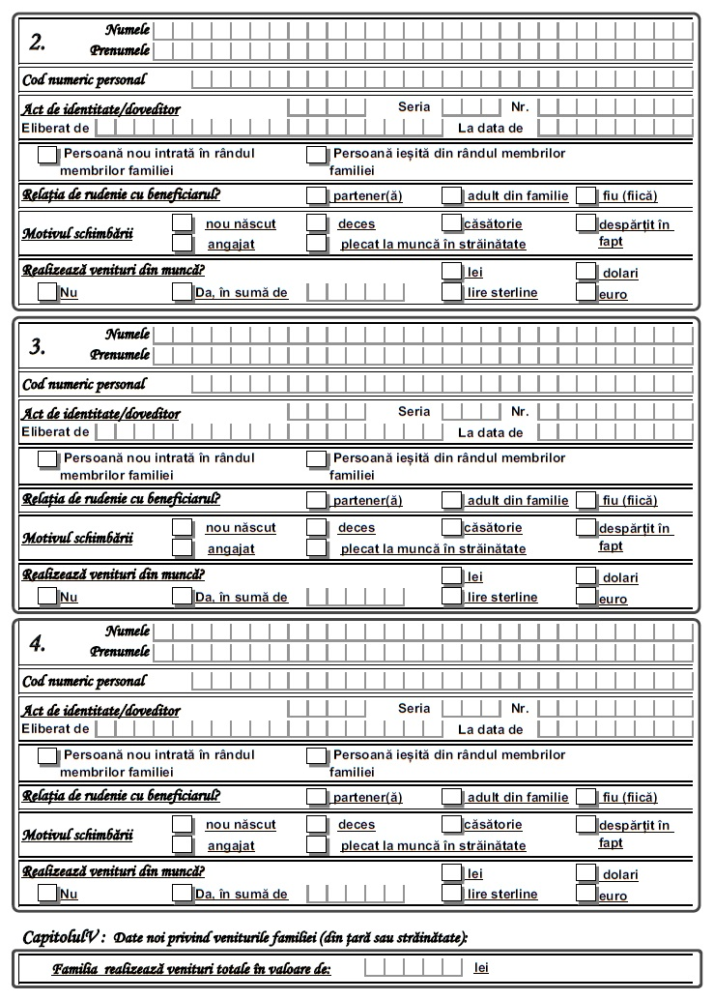 2.
Numele
Prenumele
Cod numeric personal
Act de identitate/doveditor Seria Nr.
Eliberat de La data de
Persoană nou intrată în rândul Persoană ieșită din rândul membrilor
membrilor familiei familiei
Relația de rudenie cu beneficiarul? partener(ă) adult din familie fiu (fiică)
Motivul schimbării nou născut deces căsătorie despărțit în
angajat plecat la muncă în străinătate fapt
Realizează venituri din muncă? lei dolari
Nu Da, în sumă de lire sterline euro
3.
Numele
Prenumele
Cod numeric personal
Act de identitate/doveditor Seria Nr.
Eliberat de La data de
Persoană nou intrată în rândul Persoană ieșită din rândul membrilor
membrilor familiei familiei
Relația de rudenie cu beneficiarul? partener(ă) adult din familie fiu (fiică)
Motivul schimbării nou născut deces căsătorie despărțit în
angajat plecat la muncă în străinătate fapt
Realizează venituri din muncă? lei dolari
Nu Da, în sumă de lire sterline euro
4.
Numele
Prenumele
Cod numeric personal
Act de identitate/doveditor Seria Nr.
Eliberat de La data de
Persoană nou intrată în rândul Persoană ieșită din rândul membrilor
membrilor familiei familiei
Relația de rudenie cu beneficiarul? partener(ă) adult din familie fiu (fiică)
Motivul schimbării nou născut deces căsătorie despărțit în
angajat plecat la muncă în străinătate fapt
Realizează venituri din muncă? lei dolari
Nu Da, în sumă de lire sterline euro
CapitolulV : Date noi privind veniturile familiei (din țară sau străinătate):
Familia realizează venituri totale în valoare de: lei